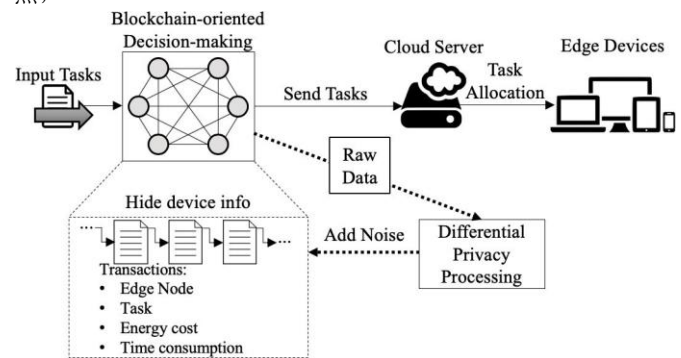 Blockchain-oriented
Decision-making
Input Tasks
Cloud Server
Edge Devices
Send Tasks
Task
Allocation
Raw
Data
Hide device info
Add Noise
Differential
Privacy
Processing
...
...
Transactions:
• Edge Node
• Task
• Energy cost
• Time consumption